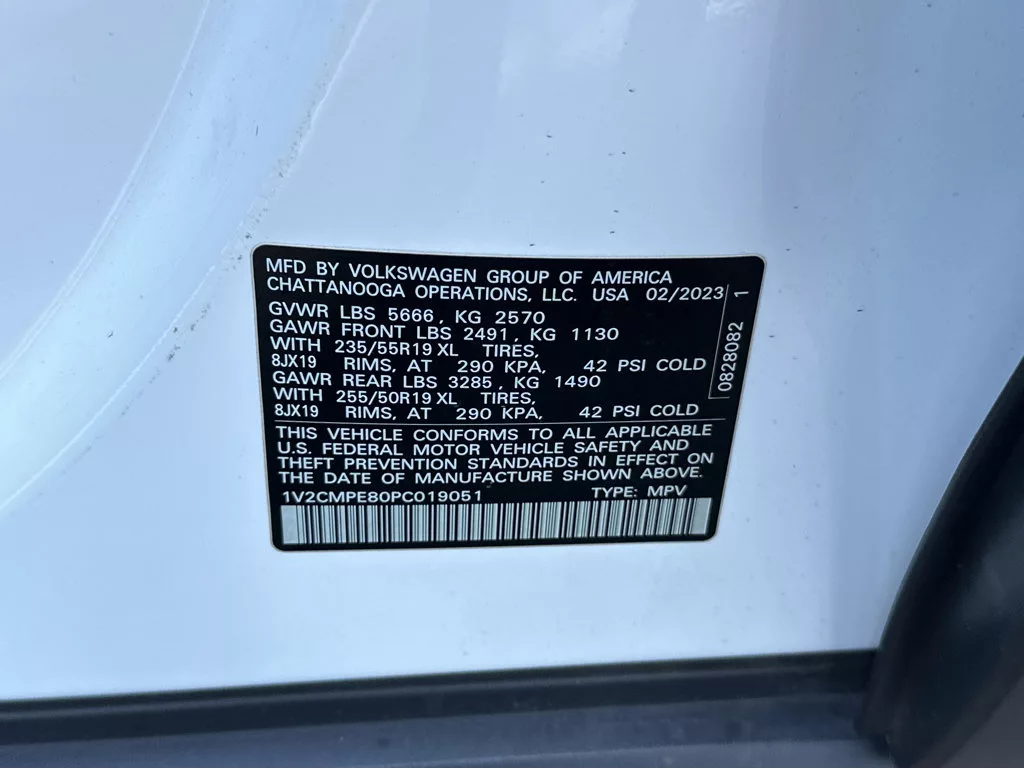 MFD BY VOLKSWAGEN GROUP OF AMERICA
CHATTANOOGA OPERATIONS, LLC. USA 02/2023
GVWR LBS 5666, KG 2570
GAWR FRONT LBS 2491, KG 1130
WITH 235/55R19 XL TIRES,
8JX19 RIMS, AT 290 KPA, 42 PSI COLD
GAWR REAR LBS 3285, KG 1490
WITH 255/50R19 XL TIRES,
8JX19 RIMS, AT 290 KPA, 42 PSI COLD
0828082 1
THIS VEHICLE CONFORMS TO ALL APPLICABLE
U.S. FEDERAL MOTOR VEHICLE SAFETY AND
THEFT PREVENTION STANDARDS IN EFFECT ON
THE DATE OF MANUFACTURE SHOWN ABOVE.
1V2CMPE80PC019051 TYPE: MPV